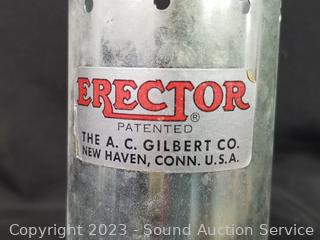 ERECTOR®
PATENTED
THE A. C. GILBERT CO.
NEW HAVEN, CONN. U.S.A.
Copyright 2023 - Sound Auction Service